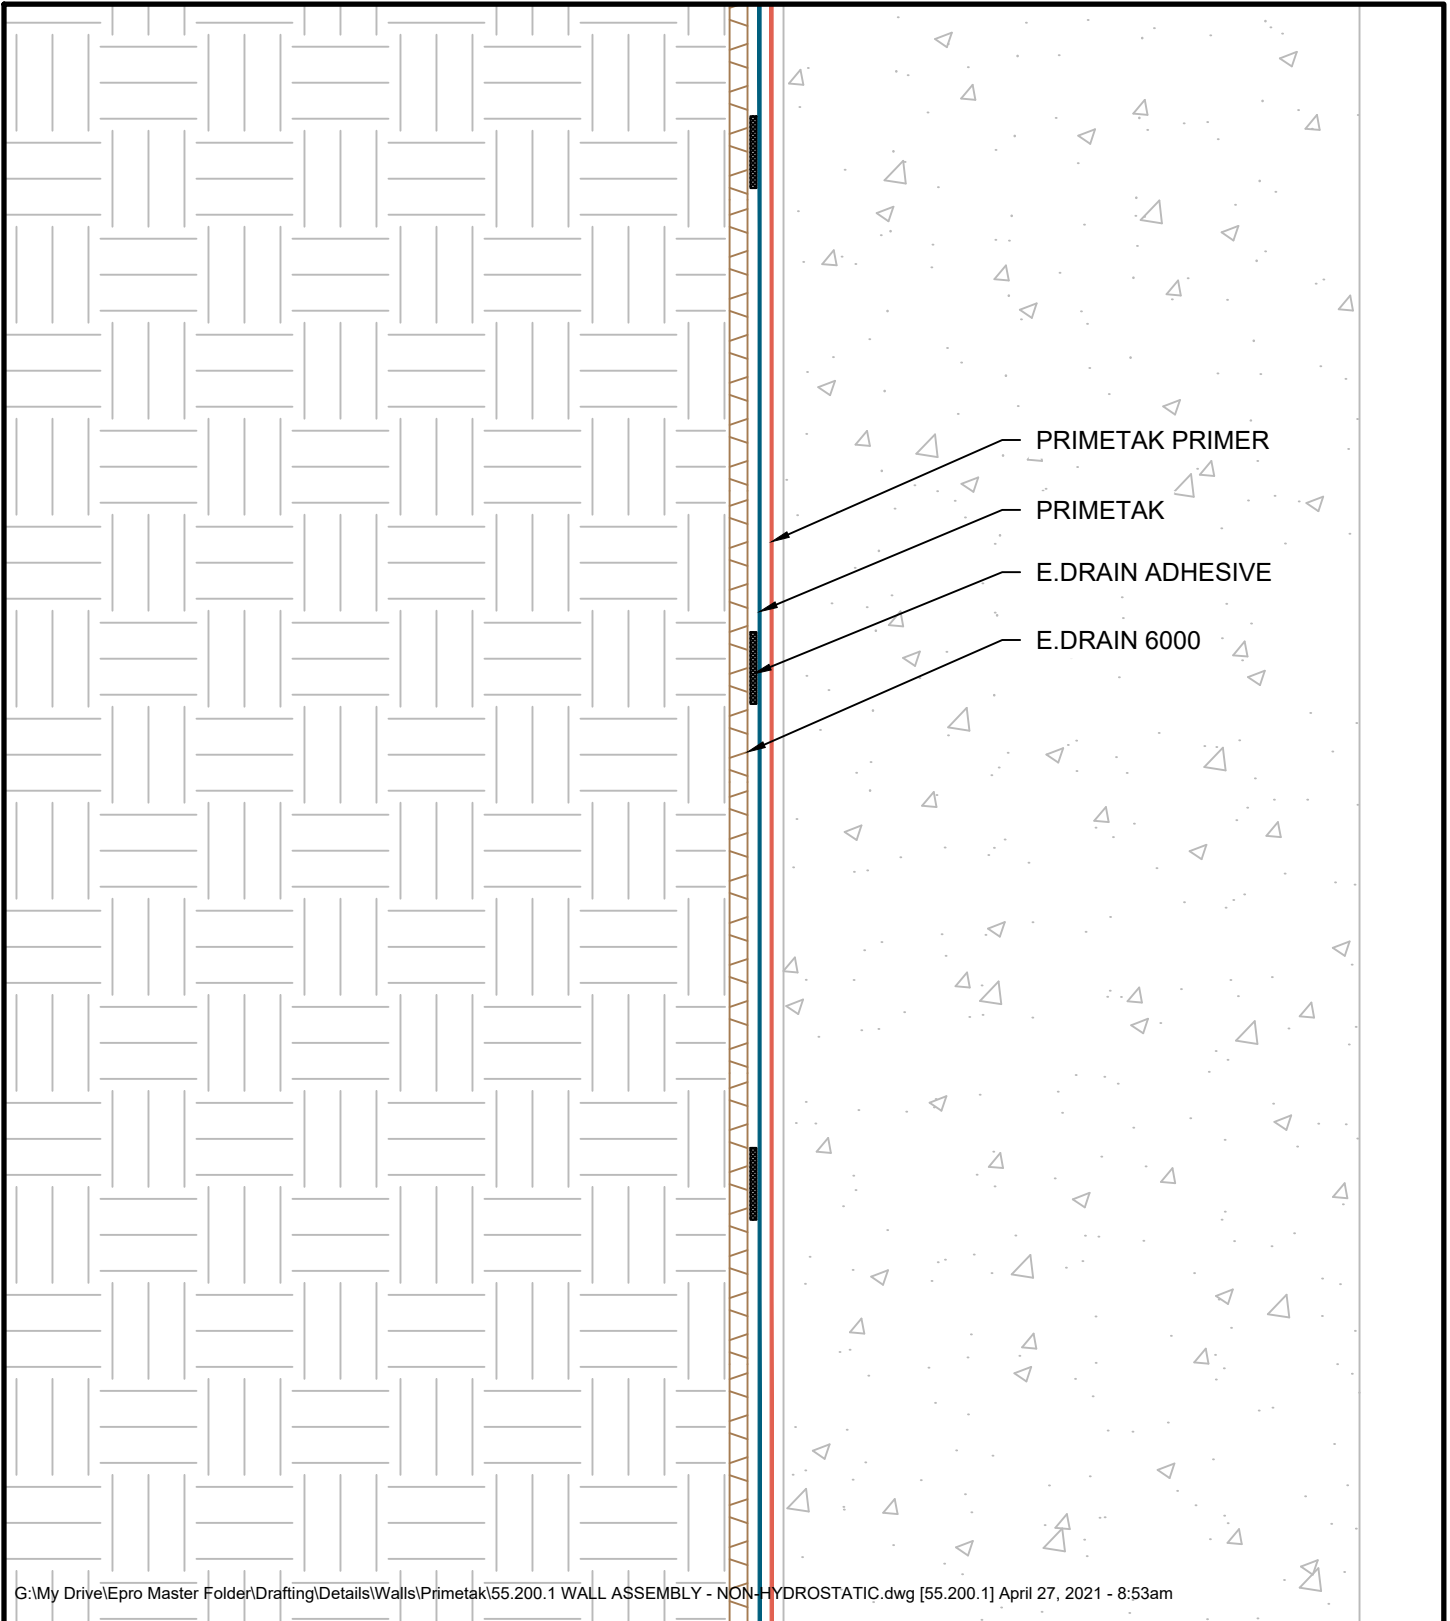 PRIMETAK PRIMER
PRIMETAK
E.DRAIN ADHESIVE
E.DRAIN 6000
G:\My Drive\Epro Master Folder\Drafting\Details\Walls\Primetak\55.200.1 WALL ASSEMBLY - NON-HYDROSTATIC.dwg [55.200.1] April 27, 2021 - 8:53am